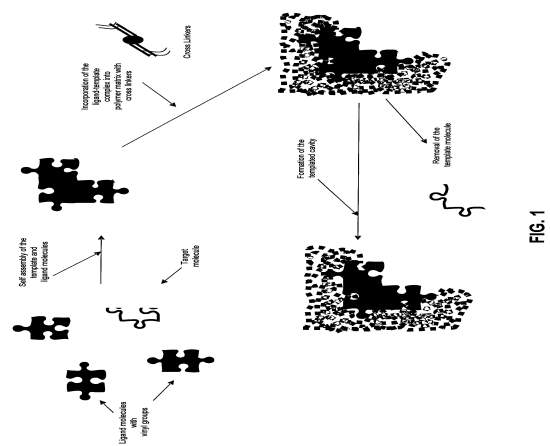 Ligand molecules
with
vinyl groups
Self assembly of the
template and
ligand molecules
Target
molecule
Incorporation of the
ligand-template
complex into
polymer matrix with
cross linkers
Cross Linkers
Formation of the
templated cavity
Removal of the
template molecule
FIG. 1